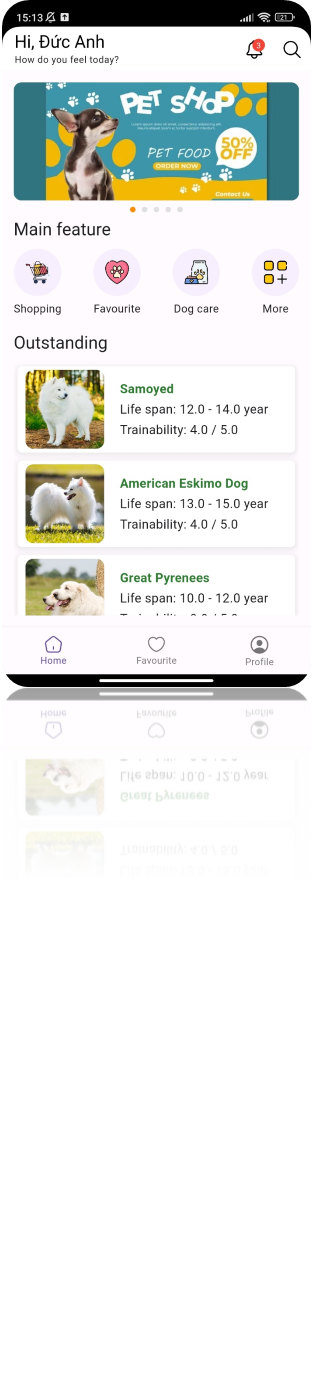 15:13
21
Hi, Đức Anh
3
How do you feel today?
PET SHOP
PET FOOD
ORDER NOW
50%
OFF
Contact Us
Main feature
Shopping
Favourite
Dog care
More
Outstanding
Samoyed
Life span: 12.0 - 14.0 year
Trainability: 4.0 / 5.0
American Eskimo Dog
Life span: 13.0 - 15.0 year
Trainability: 4.0 / 5.0
Great Pyrenees
Life span: 10.0 - 12.0 year
Home
Favourite
Profile